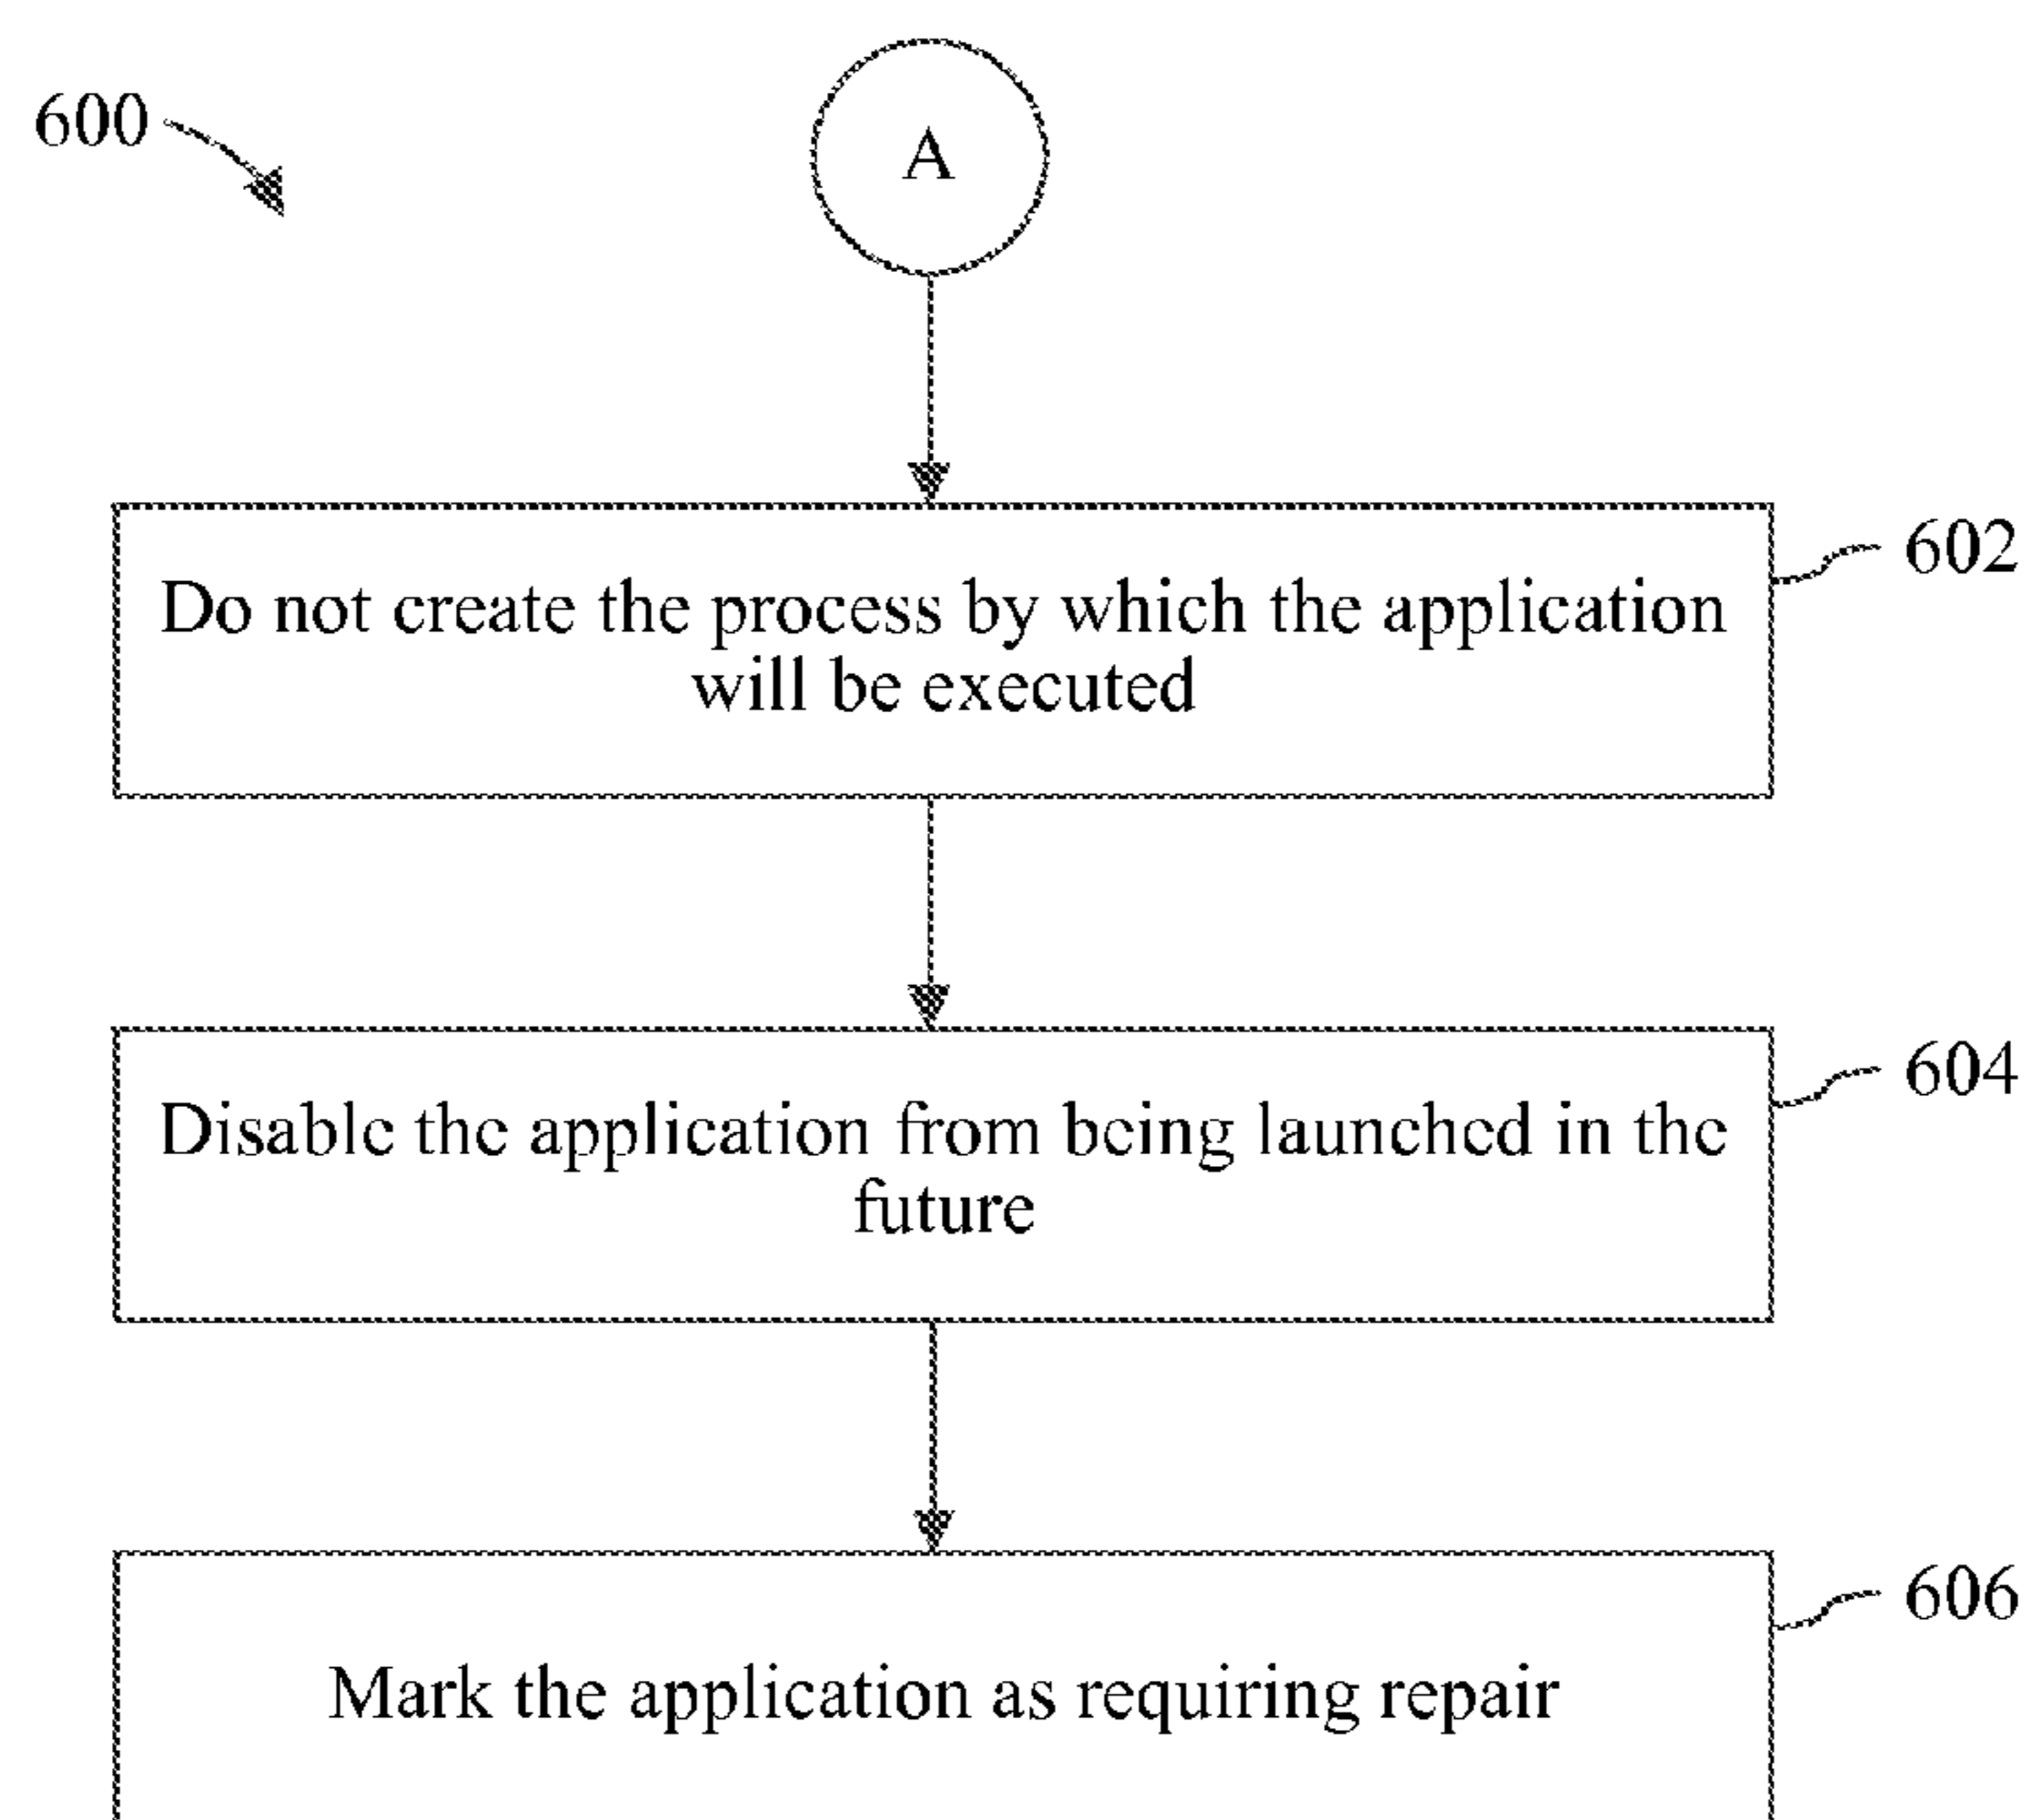 600
A
602
Do not create the process by which the application
will be executed
604
Disable the application from being launched in the
future
606
Mark the application as requiring repair